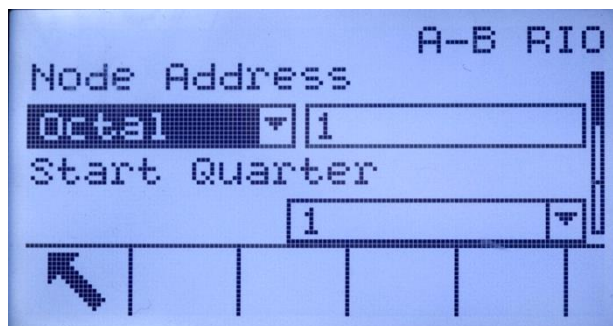 A-B RIO
Node Address
Octal 1
Start Quarter
1